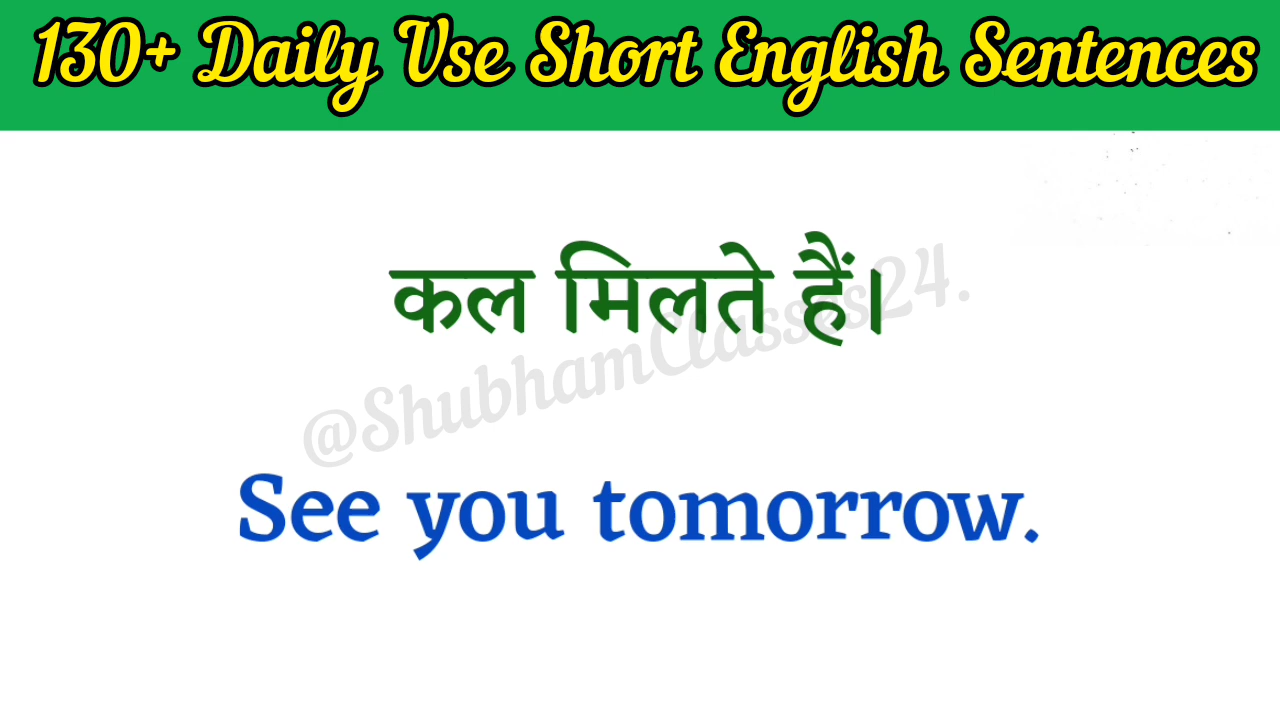 130+ Daily Use Short English Sentences
कल मिलते हैं।
@ShubhamClasses24.
See you tomorrow.